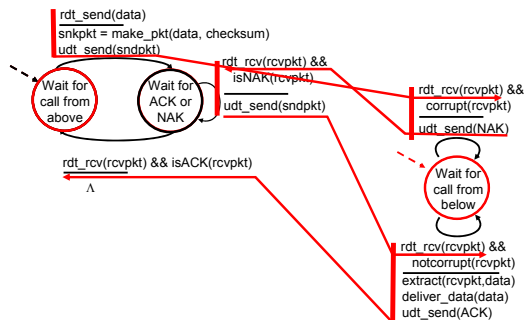 rdt_send(data)
snkpkt = make_pkt(data, checksum)
udt_send(sndpkt)
Wait for
call from
above
Wait for
ACK or
NAK
rdt_rcv(rcvpkt) &&
isNAK(rcvpkt)
udt_send(sndpkt)
rdt_rcv(rcvpkt) && isACK(rcvpkt)
Λ
rdt_rcv(rcvpkt) &&
corrupt(rcvpkt)
udt_send(NAK)
Wait for
call from
below
rdt_rcv(rcvpkt) &&
notcorrupt(rcvpkt)
extract(rcvpkt,data)
deliver_data(data)
udt_send(ACK)